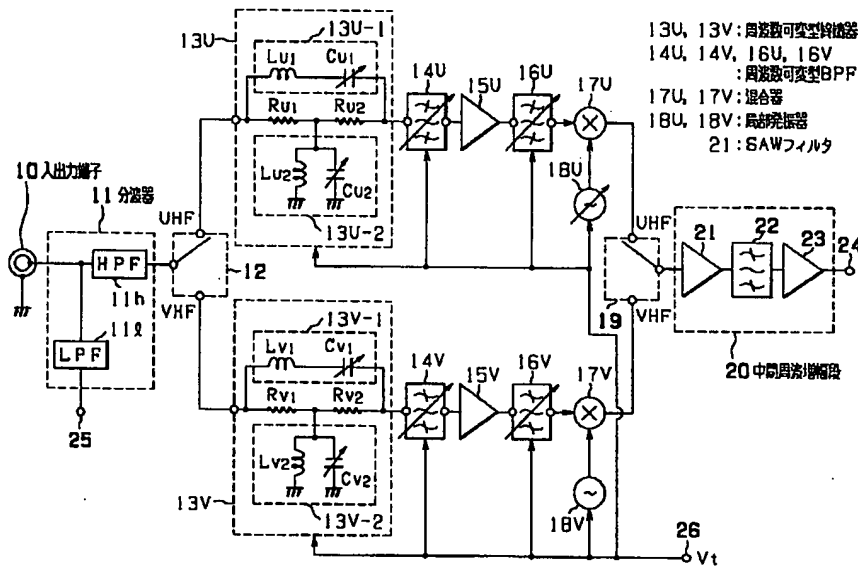 13U, 13V: 周波数可変型終端器
14U, 14V, 16U, 16V
: 周波数可変型BPF
17U, 17V: 混合器
18U, 18V: 局部発振器
21: SAWフィルタ
13U
13U-1
LU1
CU1
RU1
RU2
LU2
CU2
13U-2
14U
15U
16U
17U
18U
10 入出力端子
11 分波器
HPF
11h
LPF
11ℓ
25
UHF
12
VHF
13V
13V-1
LV1
CV1
RV1
RV2
LV2
CV2
13V-2
14V
15V
16V
17V
18V
UHF
19
VHF
21
22
23
24
20 中間周波増幅段
26
Vt